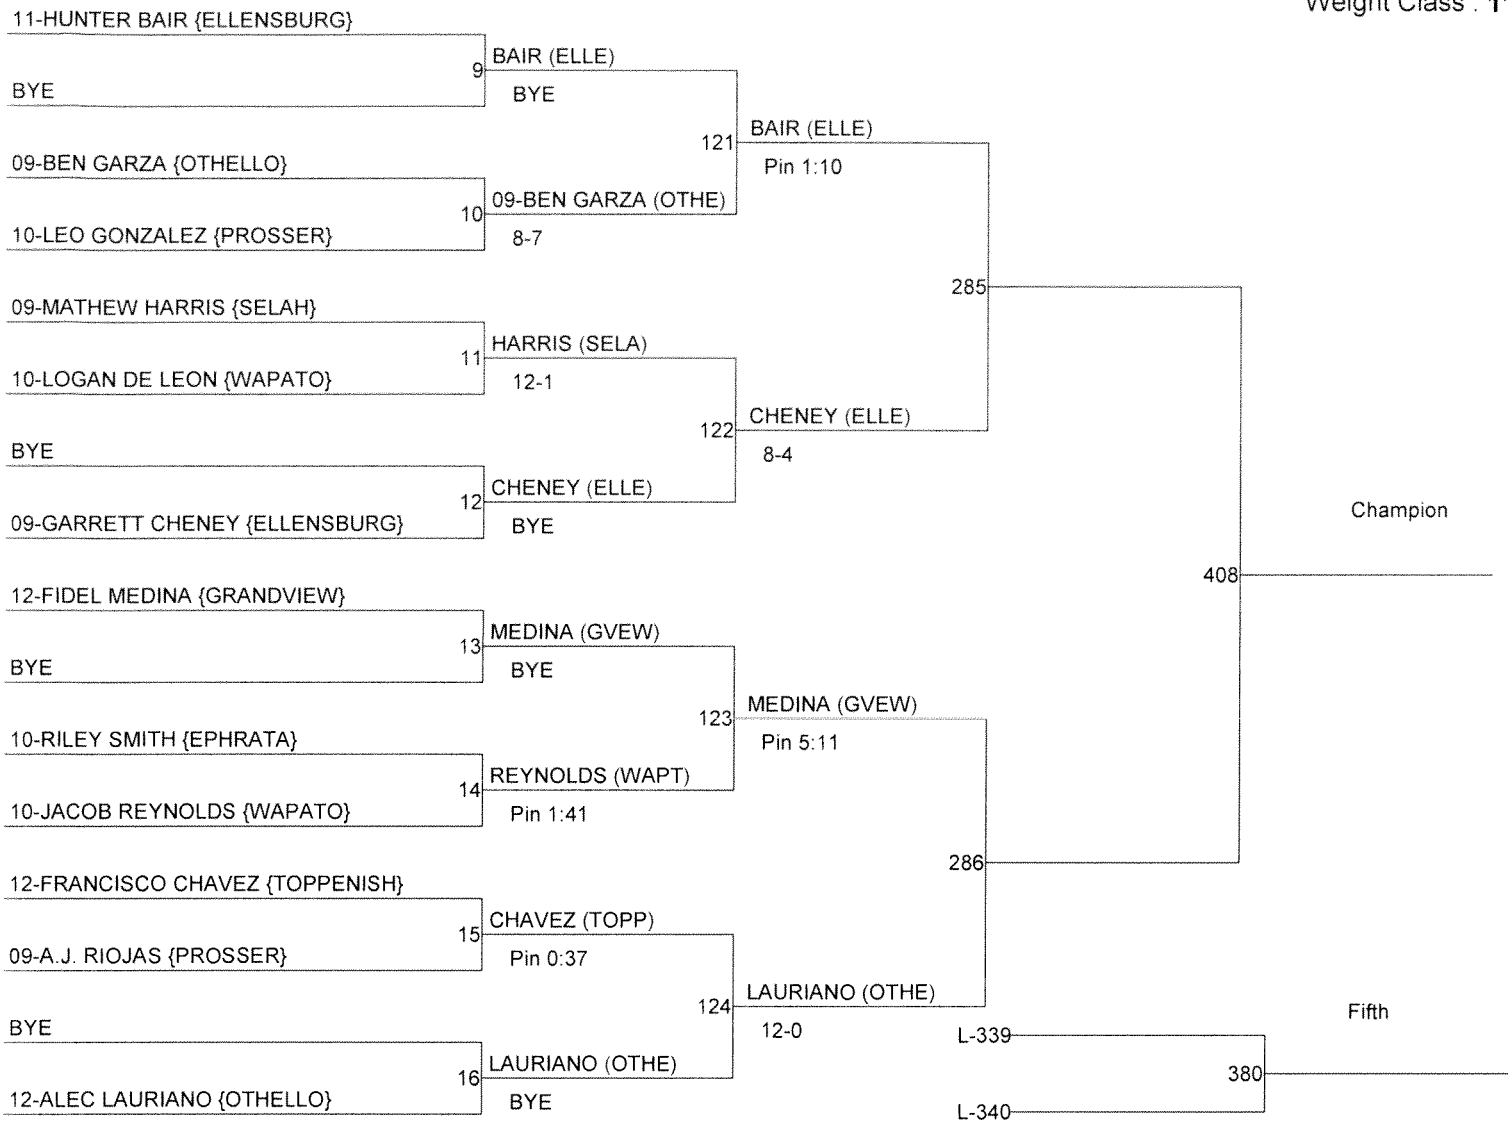 Weight Class :
11-HUNTER BAIR {ELLENSBURG}
9
BAIR (ELLE)
BYE
BYE
121
BAIR (ELLE)
Pin 1:10
09-BEN GARZA {OTHELLO}
10
09-BEN GARZA (OTHE)
10-LEO GONZALEZ {PROSSER}
8-7
285
09-MATHEW HARRIS {SELAH}
11
HARRIS (SELA)
10-LOGAN DE LEON {WAPATO}
12-1
122
CHENEY (ELLE)
8-4
BYE
12
CHENEY (ELLE)
09-GARRETT CHENEY {ELLENSBURG}
BYE
Champion
408
12-FIDEL MEDINA {GRANDVIEW}
13
MEDINA (GVEW)
BYE
BYE
123
MEDINA (GVEW)
Pin 5:11
10-RILEY SMITH {EPHRATA}
14
REYNOLDS (WAPT)
10-JACOB REYNOLDS {WAPATO}
Pin 1:41
286
12-FRANCISCO CHAVEZ {TOPPENISH}
15
CHAVEZ (TOPP)
09-A.J. RIOJAS {PROSSER}
Pin 0:37
124
LAURIANO (OTHE)
12-0
BYE
16
LAURIANO (OTHE)
12-ALEC LAURIANO {OTHELLO}
BYE
Fifth
L-339
380
L-340